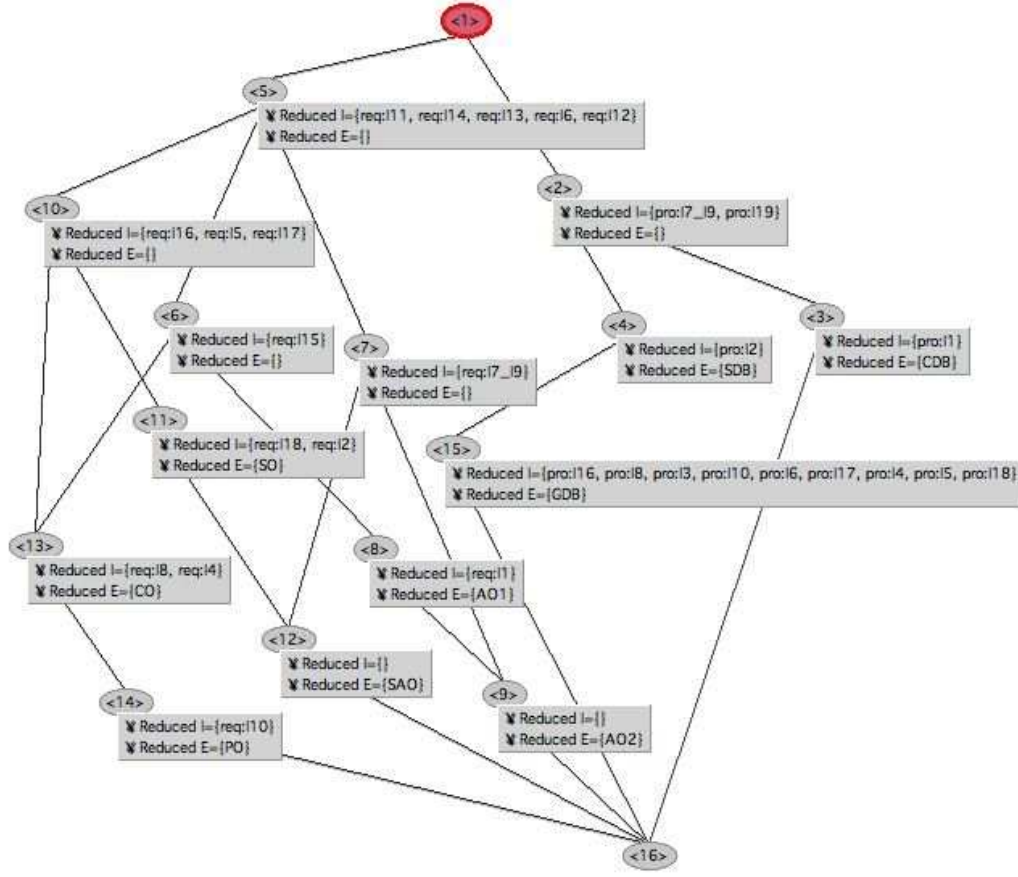 <1>
<5>
¥ Reduced I={req:I11, req:I14, req:I13, req:I6, req:I12}
¥ Reduced E={}
<2>
¥ Reduced I={pro:I7_I9, pro:I19}
¥ Reduced E={}
<10>
¥ Reduced I={req:I16, req:I5, req:I17}
¥ Reduced E={}
<6>
¥ Reduced I={req:I15}
¥ Reduced E={}
<7>
¥ Reduced I={req:I7_I9}
¥ Reduced E={}
<4>
¥ Reduced I={pro:I2}
¥ Reduced E={SDB}
<3>
¥ Reduced I={pro:I1}
¥ Reduced E={CDB}
<11>
¥ Reduced I={req:I18, req:I2}
¥ Reduced E={SO}
<15>
¥ Reduced I={pro:I16, pro:I8, pro:I3, pro:I10, pro:I6, pro:I17, pro:I4, pro:I5, pro:I18}
¥ Reduced E={GDB}
<13>
¥ Reduced I={req:I8, req:I4}
¥ Reduced E={CO}
<8>
¥ Reduced I={req:I1}
¥ Reduced E={AO1}
<12>
¥ Reduced I={}
¥ Reduced E={SAO}
<14>
¥ Reduced I={req:I10}
¥ Reduced E={PO}
<9>
¥ Reduced I={}
¥ Reduced E={AO2}
<16>